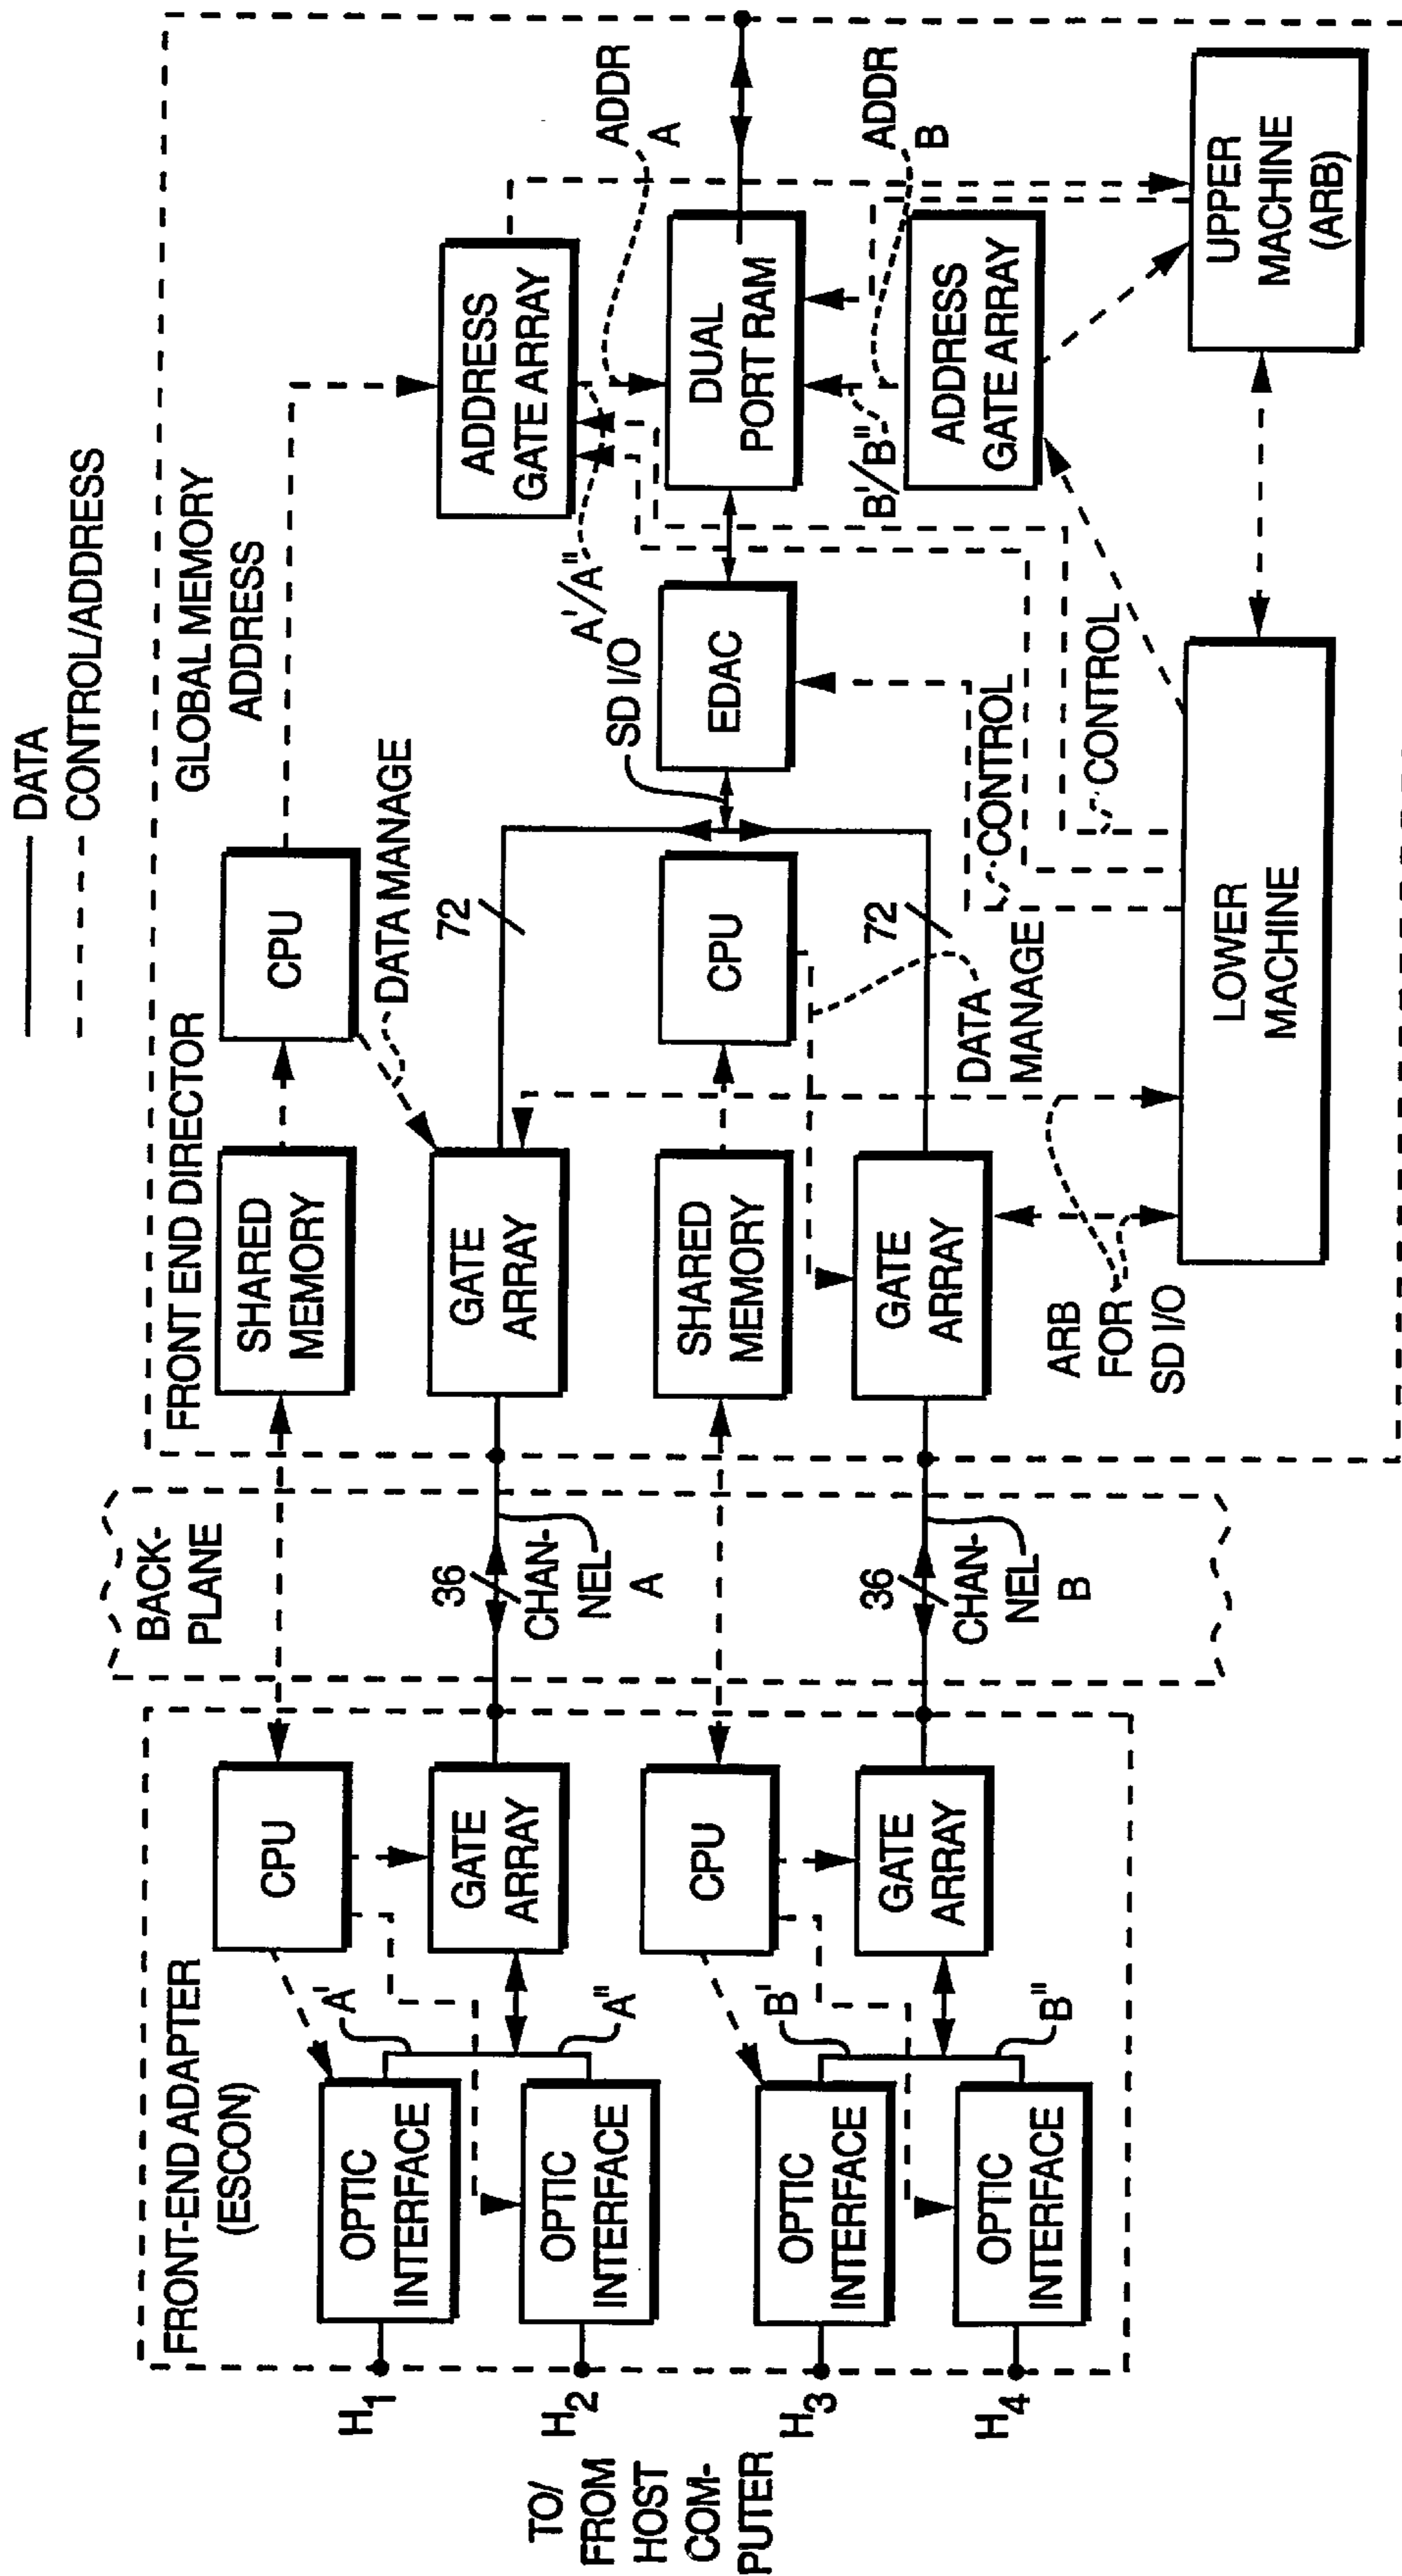 DATA
CONTROL/ADDRESS
FRONT-END ADAPTER
(ESCON)
BACK-
PLANE
FRONT END DIRECTOR
GLOBAL MEMORY
ADDRESS
CPU
SHARED
MEMORY
CPU
DATA MANAGE
ADDRESS
GATE ARRAY
H1
OPTIC
INTERFACE
A'
GATE
ARRAY
36
CHAN-
NEL
A
GATE
ARRAY
72
A'/A"
ADDR
A
TO/
FROM
HOST
COM-
PUTER
H2
OPTIC
INTERFACE
A"
CPU
SHARED
MEMORY
CPU
SD I/O
EDAC
DUAL
PORT RAM
H3
OPTIC
INTERFACE
B'
GATE
ARRAY
36
CHAN-
NEL
B
GATE
ARRAY
72
DATA
MANAGE
B'/B"
ADDR
B
ADDRESS
GATE ARRAY
H4
OPTIC
INTERFACE
B"
ARB
FOR
SD I/O
CONTROL
CONTROL
LOWER
MACHINE
UPPER
MACHINE
(ARB)